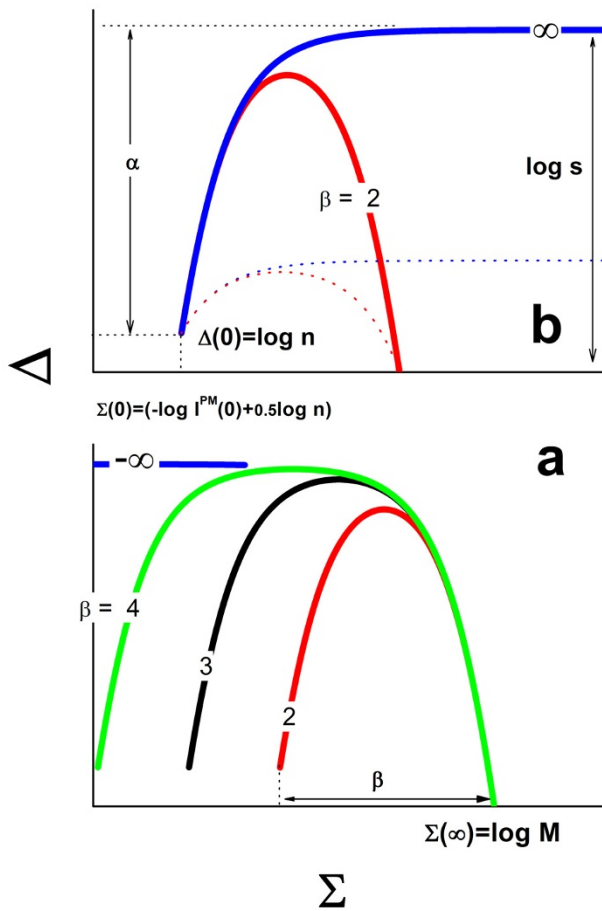 ∞
α
log s
β = 2
Δ(0)=log n
b
Δ
Σ(0)=(-log I^PM(0)+0.5log n)
a
-∞
β = 4
3
2
β
Σ(∞)=log M
Σ